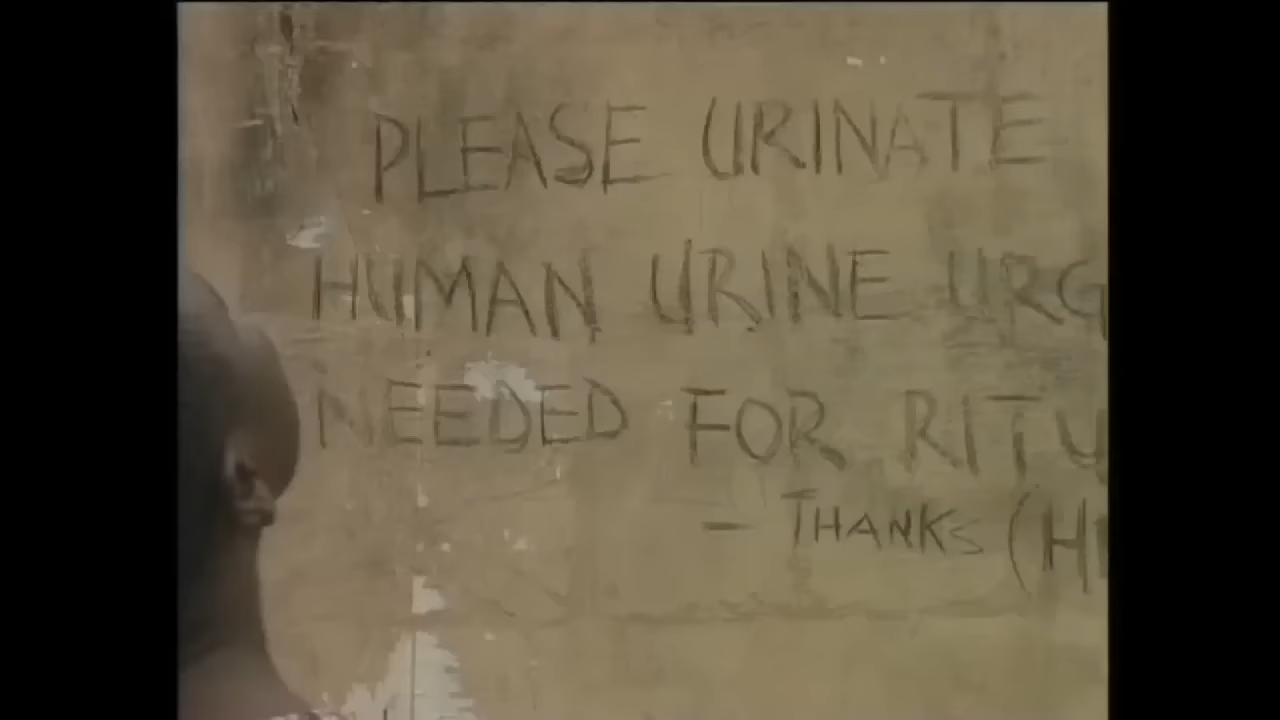 PLEASE URINATE
HUMAN URINE URG
NEEDED FOR RITU
- THANKS (H